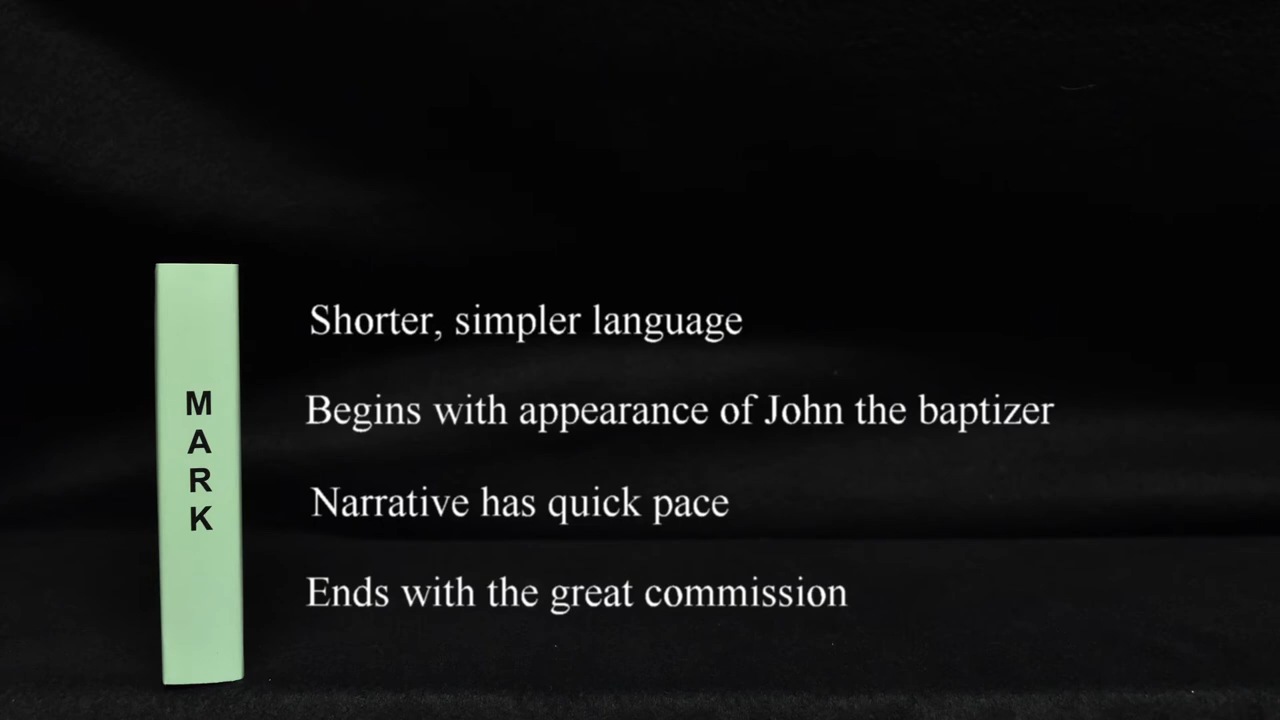 MARK
Shorter, simpler language
Begins with appearance of John the baptizer
Narrative has quick pace
Ends with the great commission